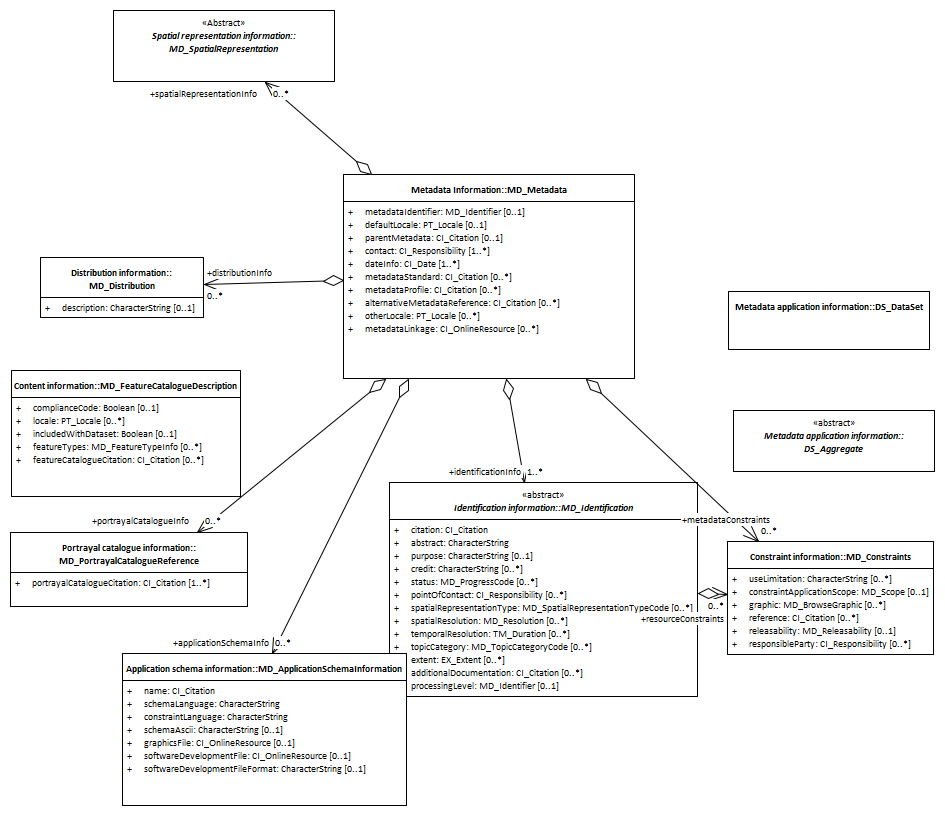 «Abstract»
Spatial representation information::
MD_SpatialRepresentation
+spatialRepresentationInfo 0..*
Metadata Information::MD_Metadata
+ metadataIdentifier: MD_Identifier [0..1]
+ defaultLocale: PT_Locale [0..1]
+ parentMetadata: CI_Citation [0..1]
+ contact: CI_Responsibility [1..*]
+ dateInfo: CI_Date [1..*]
+ metadataStandard: CI_Citation [0..*]
+ metadataProfile: CI_Citation [0..*]
+ alternativeMetadataReference: CI_Citation [0..*]
+ otherLocale: PT_Locale [0..*]
+ metadataLinkage: CI_OnlineResource [0..*]
Distribution information::
MD_Distribution
+ description: CharacterString [0..1]
+distributionInfo
0..*
Metadata application information::DS_DataSet
Content information::MD_FeatureCatalogueDescription
+ complianceCode: Boolean [0..1]
+ locale: PT_Locale [0..*]
+ includedWithDataset: Boolean [0..1]
+ featureTypes: MD_FeatureTypeInfo [0..*]
+ featureCatalogueCitation: CI_Citation [0..*]
«abstract»
Metadata application information::
DS_Aggregate
+portrayalCatalogueInfo 0..*
Portrayal catalogue information::
MD_PortrayalCatalogueReference
+ portrayalCatalogueCitation: CI_Citation [1..*]
+identificationInfo 1..*
«abstract»
Identification information::MD_Identification
+ citation: CI_Citation
+ abstract: CharacterString
+ purpose: CharacterString [0..1]
+ credit: CharacterString [0..*]
+ status: MD_ProgressCode [0..*]
+ pointOfContact: CI_Responsibility [0..*]
+ spatialRepresentationType: MD_SpatialRepresentationTypeCode [0..*]
+ spatialResolution: MD_Resolution [0..*]
+ temporalResolution: TM_Duration [0..*]
+ topicCategory: MD_TopicCategoryCode [0..*]
extent: EX_Extent [0..*]
additionalDocumentation: CI_Citation [0..*]
processingLevel: MD_Identifier [0..1]
+metadataConstraints
0..*
Constraint information::MD_Constraints
+ useLimitation: CharacterString [0..*]
+ constraintApplicationScope: MD_Scope [0..1]
+ graphic: MD_BrowseGraphic [0..*]
+ reference: CI_Citation [0..*]
+ releasability: MD_Releasability [0..1]
+ responsibleParty: CI_Responsibility [0..*]
0..*
+resourceConstraints
+applicationSchemaInfo 0..*
Application schema information::MD_ApplicationSchemaInformation
+ name: CI_Citation
+ schemaLanguage: CharacterString
+ constraintLanguage: CharacterString
+ schemaAscii: CharacterString [0..1]
+ graphicsFile: CI_OnlineResource [0..1]
+ softwareDevelopmentFile: CI_OnlineResource [0..1]
+ softwareDevelopmentFileFormat: CharacterString [0..1]